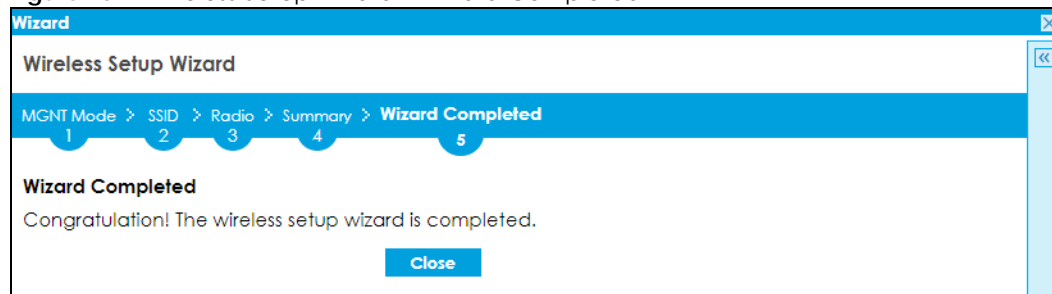 Wizard
Wireless Setup Wizard
MGNT Mode > SSID > Radio > Summary > Wizard Completed
1 2 3 4 5
Wizard Completed
Congratulation! The wireless setup wizard is completed.
Close